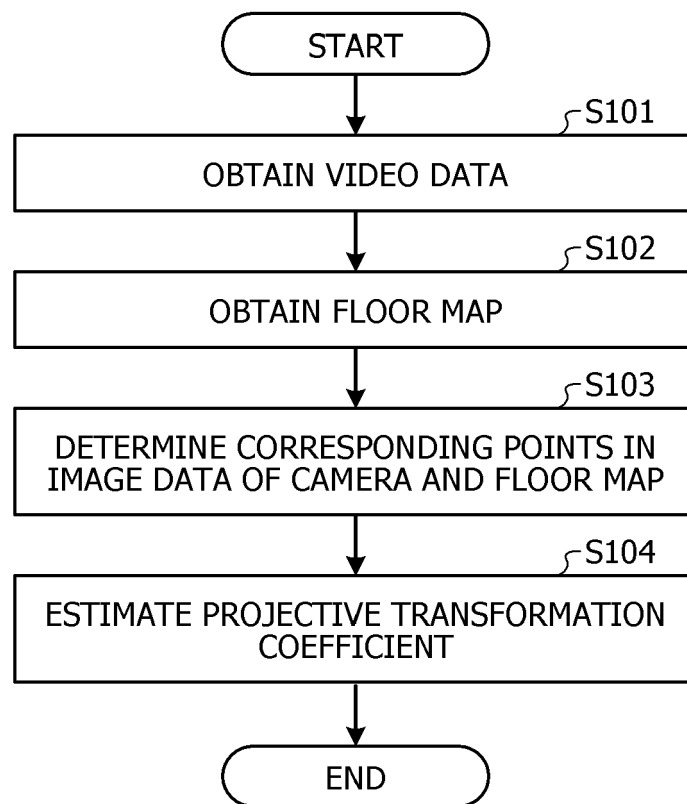 START
S101
OBTAIN VIDEO DATA
S102
OBTAIN FLOOR MAP
S103
DETERMINE CORRESPONDING POINTS IN
IMAGE DATA OF CAMERA AND FLOOR MAP
S104
ESTIMATE PROJECTIVE TRANSFORMATION
COEFFICIENT
END